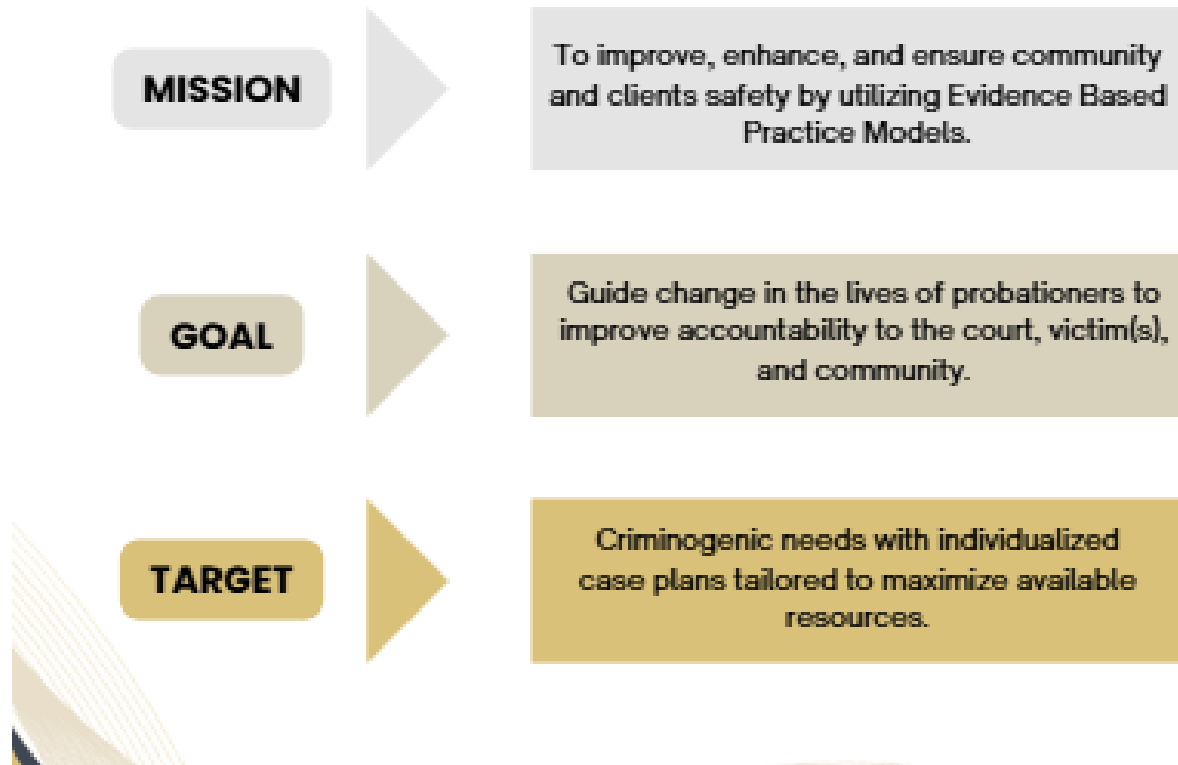 MISSION
To improve, enhance, and ensure community
and clients safety by utilizing Evidence Based
Practice Models.
GOAL
Guide change in the lives of probationers to
improve accountability to the court, victim(s),
and community.
TARGET
Criminogenic needs with individualized
case plans tailored to maximize available
resources.